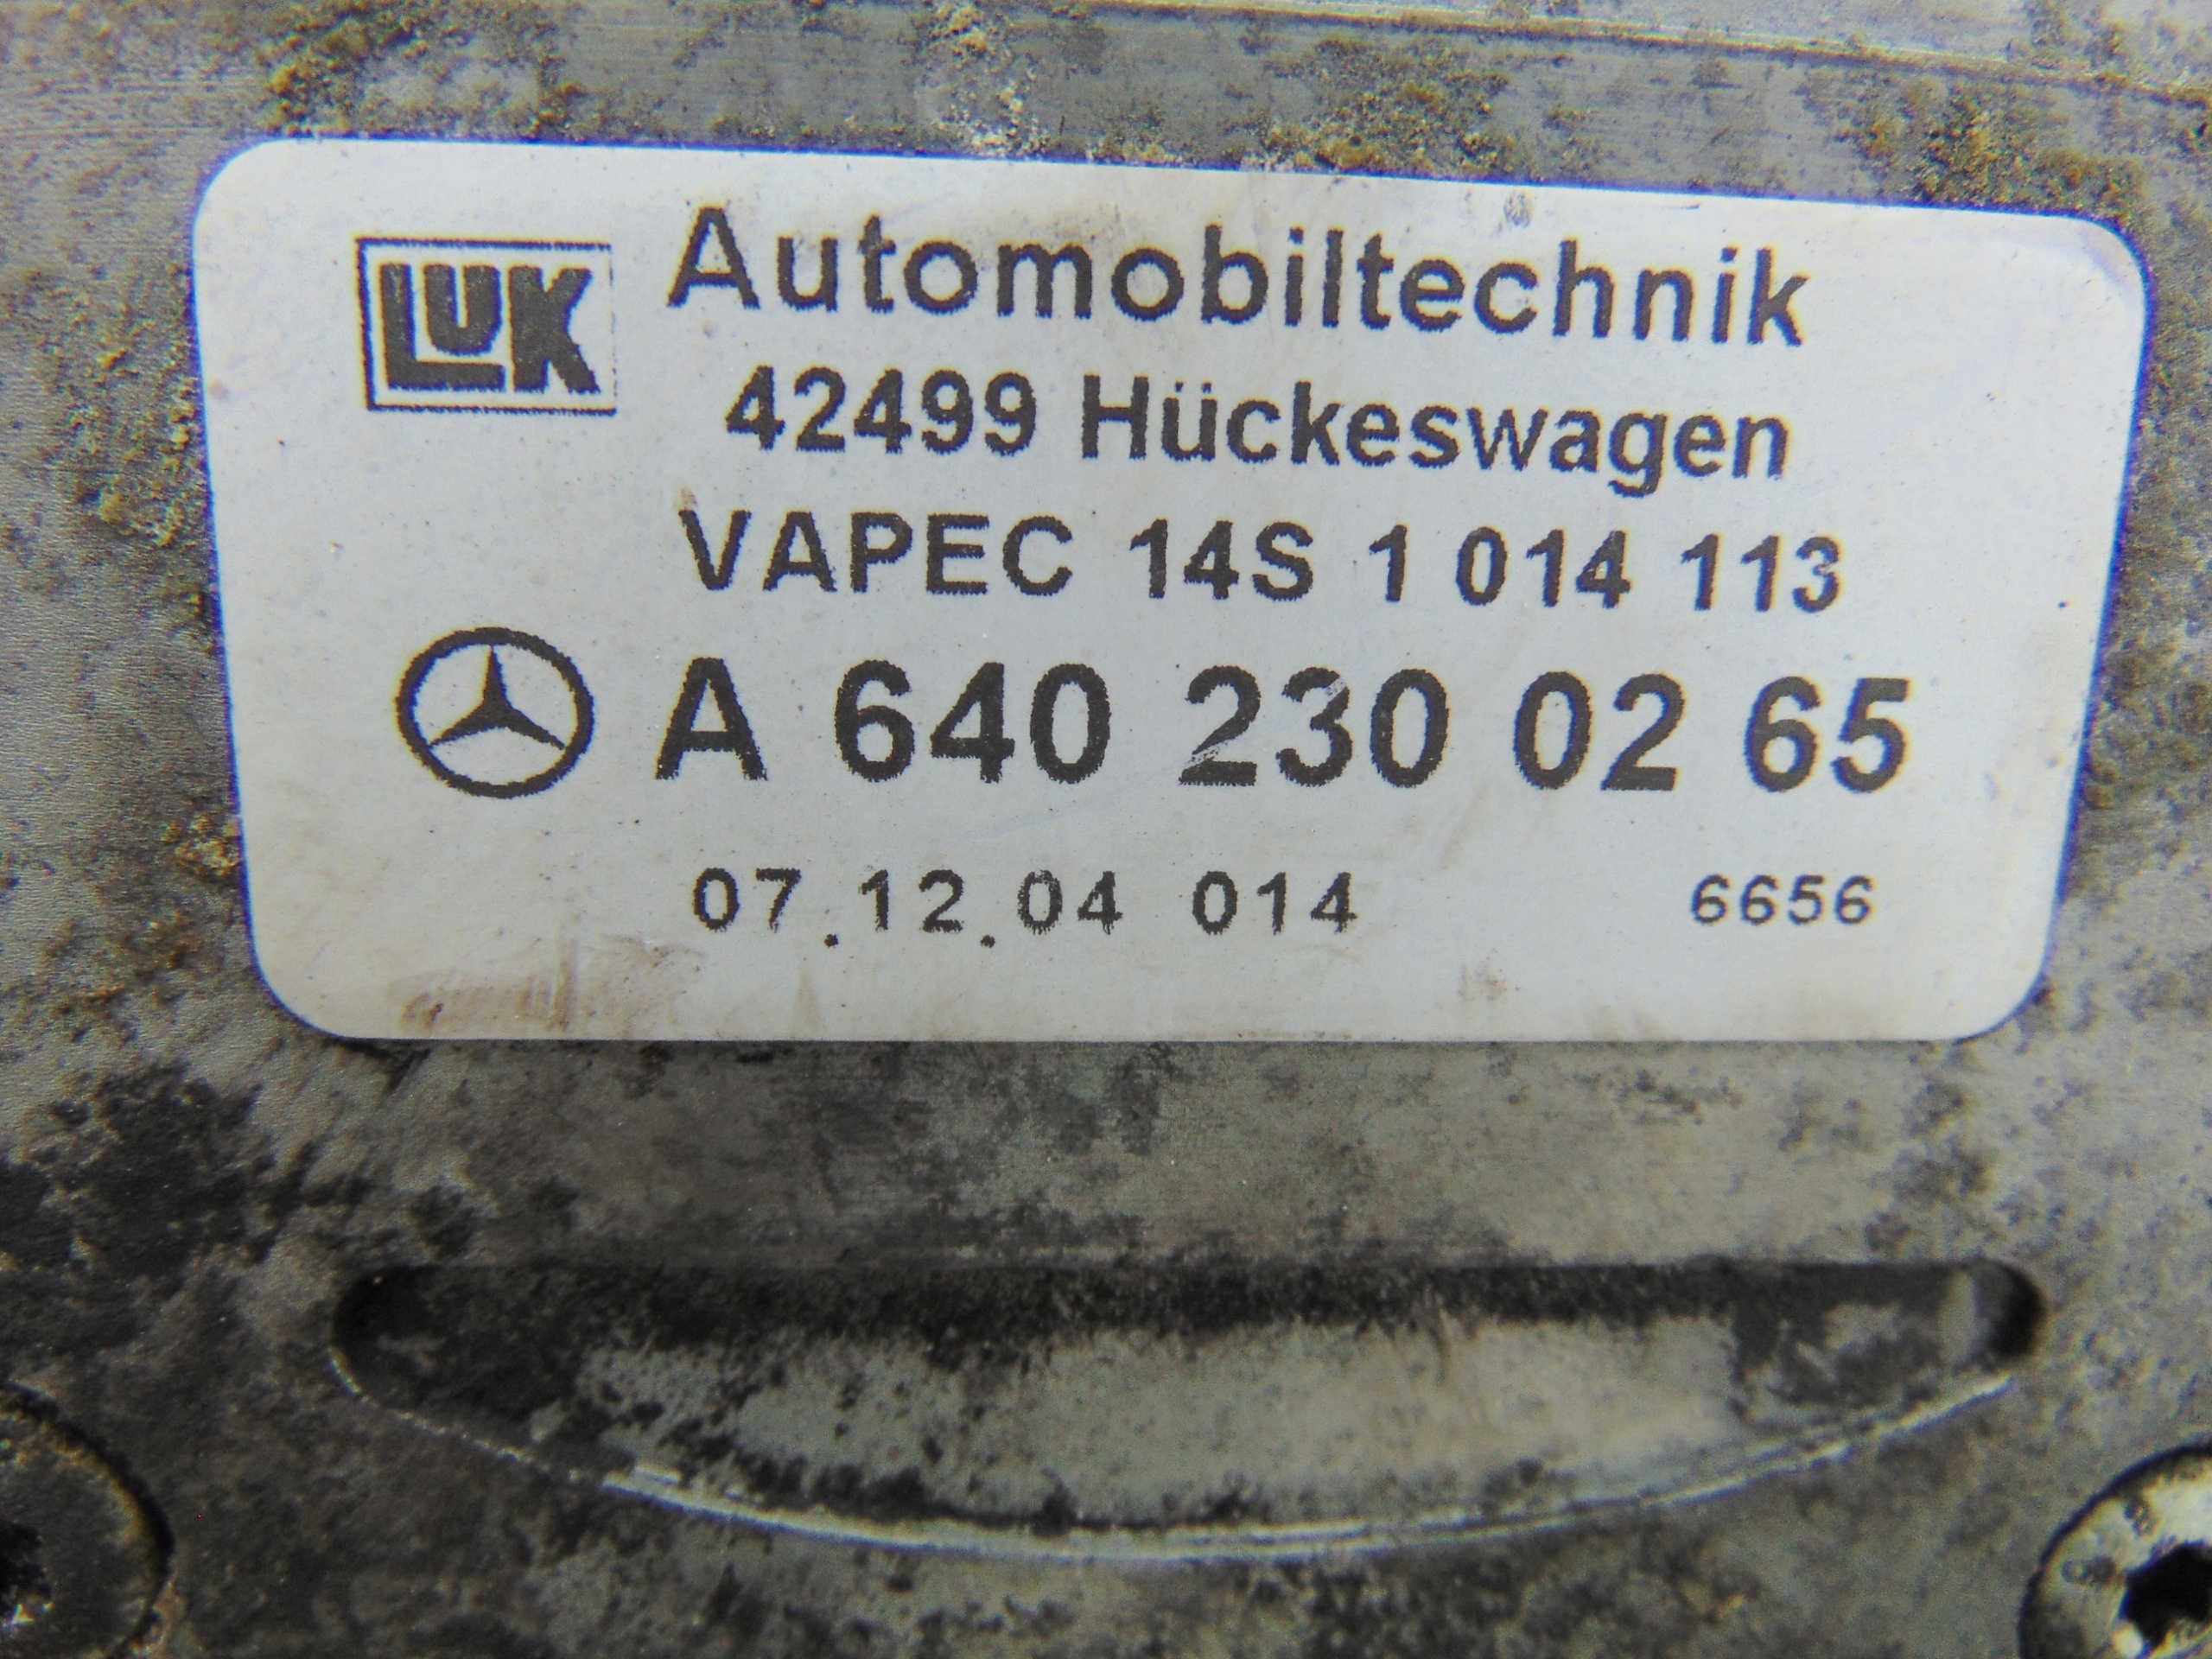 LUK Automobiltechnik
42499 Hückeswagen
VAPEC 14S 1 014 113
A 640 230 02 65
07.12.04 014 6656